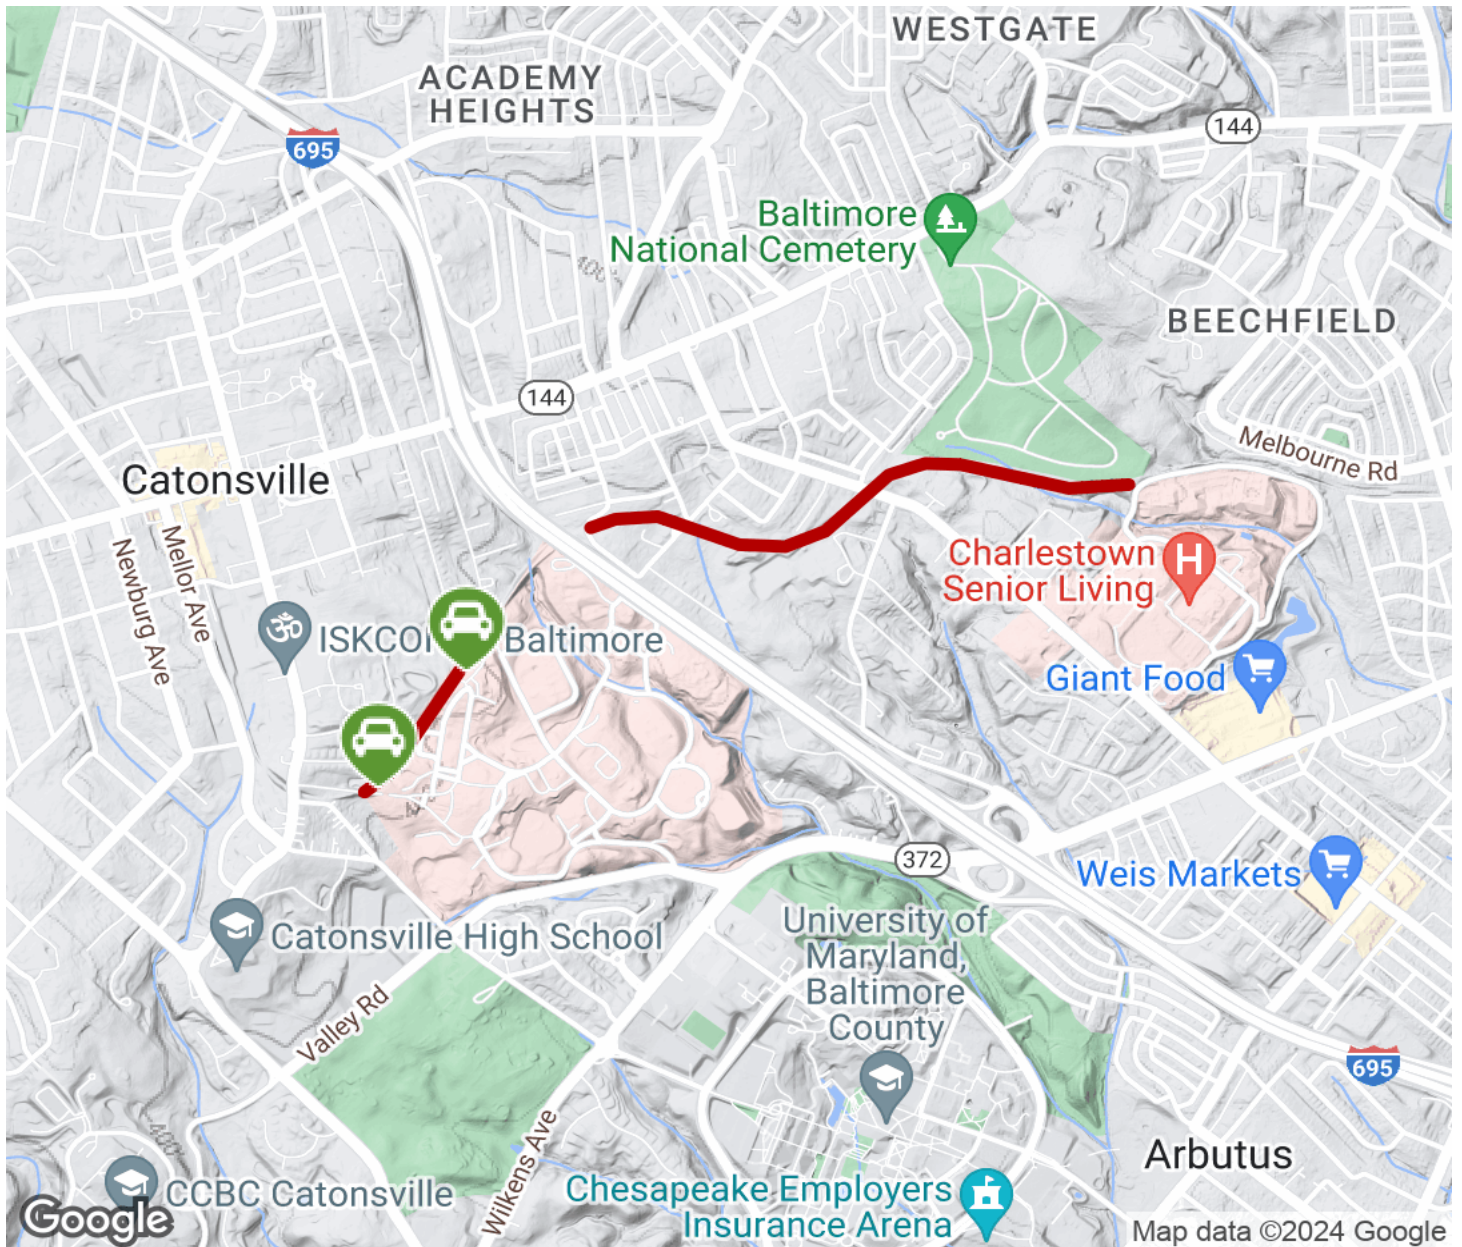 WESTGATE
ACADEMY
HEIGHTS
144
695
Baltimore
National Cemetery
BEECHFIELD
144
Melbourne Rd
Catonsville
Mellor Ave
Newburg Ave
Charlestown
Senior Living
H
ISKCON Baltimore
Giant Food
372
Weis Markets
University of
Maryland,
Baltimore
County
Catonsville High School
Valley Rd
695
Wilkens Ave
Arbutus
CCBC Catonsville
Chesapeake Employers
Insurance Arena
400
Google
Map data ©2024 Google